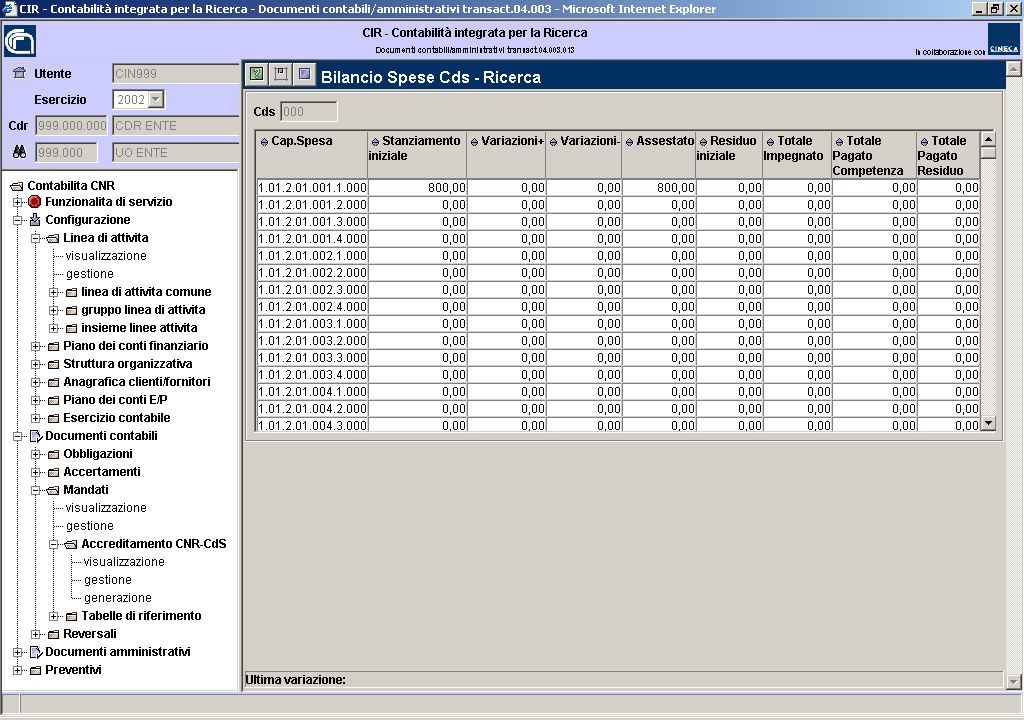 CIR - Contabilità integrata per la Ricerca - Documenti contabili/amministrativi transact.04.003 - Microsoft Internet Explorer
CIR - Contabilità integrata per la Ricerca
Documenti contabili/amministrativi transact.04.003.013
In collaborazione con CINECA
Utente CIN999
Esercizio 2002
Cdr 999.000.000 CDR ENTE
999.000 UO ENTE
Contabilita CNR
Funzionalita di servizio
Configurazione
Linea di attivita
visualizzazione
gestione
linea di attivita comune
gruppo linea di attivita
insieme linee attivita
Piano dei conti finanziario
Struttura organizzativa
Anagrafica clienti/fornitori
Piano dei conti E/P
Esercizio contabile
Documenti contabili
Obbligazioni
Accertamenti
Mandati
visualizzazione
gestione
Accreditamento CNR-CdS
visualizzazione
gestione
generazione
Tabelle di riferimento
Reversali
Documenti amministrativi
Preventivi
Bilancio Spese Cds - Ricerca
Cds 000
Cap.Spesa Stanziamento iniziale Variazioni+ Variazioni- Assestato Residuo iniziale Totale Impegnato Totale Pagato Competenza Totale Pagato Residuo
1.01.2.01.001.1.000 800,00 0,00 0,00 800,00 0,00 0,00 0,00 0,00
1.01.2.01.001.2.000 0,00 0,00 0,00 0,00 0,00 0,00 0,00 0,00
1.01.2.01.001.3.000 0,00 0,00 0,00 0,00 0,00 0,00 0,00 0,00
1.01.2.01.001.4.000 0,00 0,00 0,00 0,00 0,00 0,00 0,00 0,00
1.01.2.01.002.1.000 0,00 0,00 0,00 0,00 0,00 0,00 0,00 0,00
1.01.2.01.002.2.000 0,00 0,00 0,00 0,00 0,00 0,00 0,00 0,00
1.01.2.01.002.3.000 0,00 0,00 0,00 0,00 0,00 0,00 0,00 0,00
1.01.2.01.002.4.000 0,00 0,00 0,00 0,00 0,00 0,00 0,00 0,00
1.01.2.01.003.1.000 0,00 0,00 0,00 0,00 0,00 0,00 0,00 0,00
1.01.2.01.003.2.000 0,00 0,00 0,00 0,00 0,00 0,00 0,00 0,00
1.01.2.01.003.3.000 0,00 0,00 0,00 0,00 0,00 0,00 0,00 0,00
1.01.2.01.003.4.000 0,00 0,00 0,00 0,00 0,00 0,00 0,00 0,00
1.01.2.01.004.1.000 0,00 0,00 0,00 0,00 0,00 0,00 0,00 0,00
1.01.2.01.004.2.000 0,00 0,00 0,00 0,00 0,00 0,00 0,00 0,00
1.01.2.01.004.3.000 0,00 0,00 0,00 0,00 0,00 0,00 0,00 0,00
Ultima variazione: